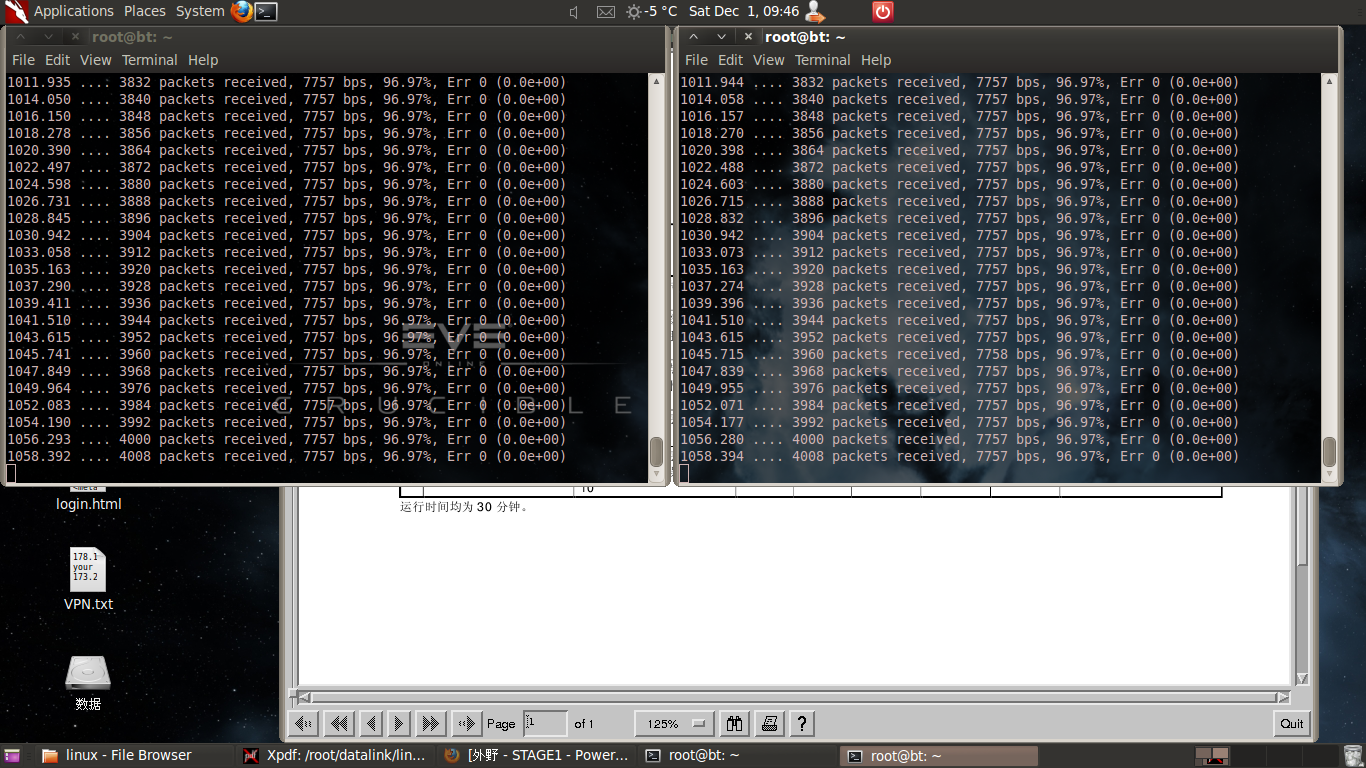 Applications Places System -5 °C Sat Dec 1, 09:46
root@bt: ~
File Edit View Terminal Help
1011.935 ...: 3832 packets received, 7757 bps, 96.97%, Err 0 (0.0e+00)
1014.050 .... 3840 packets received, 7757 bps, 96.97%, Err 0 (0.0e+00)
1016.150 .... 3848 packets received, 7757 bps, 96.97%, Err 0 (0.0e+00)
1018.278 .... 3856 packets received, 7757 bps, 96.97%, Err 0 (0.0e+00)
1020.390 .... 3864 packets received, 7757 bps, 96.97%, Err 0 (0.0e+00)
1022.497 .... 3872 packets received, 7757 bps, 96.97%, Err 0 (0.0e+00)
1024.598 .... 3880 packets received, 7757 bps, 96.97%, Err 0 (0.0e+00)
1026.731 .... 3888 packets received, 7757 bps, 96.97%, Err 0 (0.0e+00)
1028.845 .... 3896 packets received, 7757 bps, 96.97%, Err 0 (0.0e+00)
1030.942 .... 3904 packets received, 7757 bps, 96.97%, Err 0 (0.0e+00)
1033.058 .... 3912 packets received, 7757 bps, 96.97%, Err 0 (0.0e+00)
1035.163 .... 3920 packets received, 7757 bps, 96.97%, Err 0 (0.0e+00)
1037.290 .... 3928 packets received, 7757 bps, 96.97%, Err 0 (0.0e+00)
1039.411 .... 3936 packets received, 7757 bps, 96.97%, Err 0 (0.0e+00)
1041.510 .... 3944 packets received, 7757 bps, 96.97%, Err 0 (0.0e+00)
1043.615 .... 3952 packets received, 7757 bps, 96.97%, Err 0 (0.0e+00)
1045.741 .... 3960 packets received, 7757 bps, 96.97%, Err 0 (0.0e+00)
1047.849 .... 3968 packets received, 7757 bps, 96.97%, Err 0 (0.0e+00)
1049.964 .... 3976 packets received, 7757 bps, 96.97%, Err 0 (0.0e+00)
1052.083 .... 3984 packets received, 7757 bps, 96.97%, Err 0 (0.0e+00)
1054.190 .... 3992 packets received, 7757 bps, 96.97%, Err 0 (0.0e+00)
1056.293 .... 4000 packets received, 7757 bps, 96.97%, Err 0 (0.0e+00)
1058.392 .... 4008 packets received, 7757 bps, 96.97%, Err 0 (0.0e+00)
EVE
ONLINE
CRUCIBLE
root@bt: ~
File Edit View Terminal Help
1011.944 .... 3832 packets received, 7757 bps, 96.97%, Err 0 (0.0e+00)
1014.058 .... 3840 packets received, 7757 bps, 96.97%, Err 0 (0.0e+00)
1016.157 .... 3848 packets received, 7757 bps, 96.97%, Err 0 (0.0e+00)
1018.270 .... 3856 packets received, 7757 bps, 96.97%, Err 0 (0.0e+00)
1020.398 .... 3864 packets received, 7757 bps, 96.97%, Err 0 (0.0e+00)
1022.488 .... 3872 packets received, 7757 bps, 96.97%, Err 0 (0.0e+00)
1024.603 .... 3880 packets received, 7757 bps, 96.97%, Err 0 (0.0e+00)
1026.715 .... 3888 packets received, 7757 bps, 96.97%, Err 0 (0.0e+00)
1028.832 .... 3896 packets received, 7757 bps, 96.97%, Err 0 (0.0e+00)
1030.942 .... 3904 packets received, 7757 bps, 96.97%, Err 0 (0.0e+00)
1033.073 .... 3912 packets received, 7757 bps, 96.97%, Err 0 (0.0e+00)
1035.163 .... 3920 packets received, 7757 bps, 96.97%, Err 0 (0.0e+00)
1037.274 .... 3928 packets received, 7757 bps, 96.97%, Err 0 (0.0e+00)
1039.396 .... 3936 packets received, 7757 bps, 96.97%, Err 0 (0.0e+00)
1041.510 .... 3944 packets received, 7757 bps, 96.97%, Err 0 (0.0e+00)
1043.615 .... 3952 packets received, 7757 bps, 96.97%, Err 0 (0.0e+00)
1045.715 .... 3960 packets received, 7758 bps, 96.97%, Err 0 (0.0e+00)
1047.839 .... 3968 packets received, 7757 bps, 96.97%, Err 0 (0.0e+00)
1049.955 .... 3976 packets received, 7757 bps, 96.97%, Err 0 (0.0e+00)
1052.071 .... 3984 packets received, 7757 bps, 96.97%, Err 0 (0.0e+00)
1054.177 .... 3992 packets received, 7757 bps, 96.97%, Err 0 (0.0e+00)
1056.280 .... 4000 packets received, 7757 bps, 96.97%, Err 0 (0.0e+00)
1058.394 .... 4008 packets received, 7757 bps, 96.97%, Err 0 (0.0e+00)
运行时间均为 30 分钟。
login.html
178.1
your
173.2
VPN.txt
数据
Page 1 of 1 125% ? Quit
linux - File Browser
Xpdf: /root/datalink/lin...
[外野 - STAGE1 - Power...
root@bt: ~
root@bt: ~